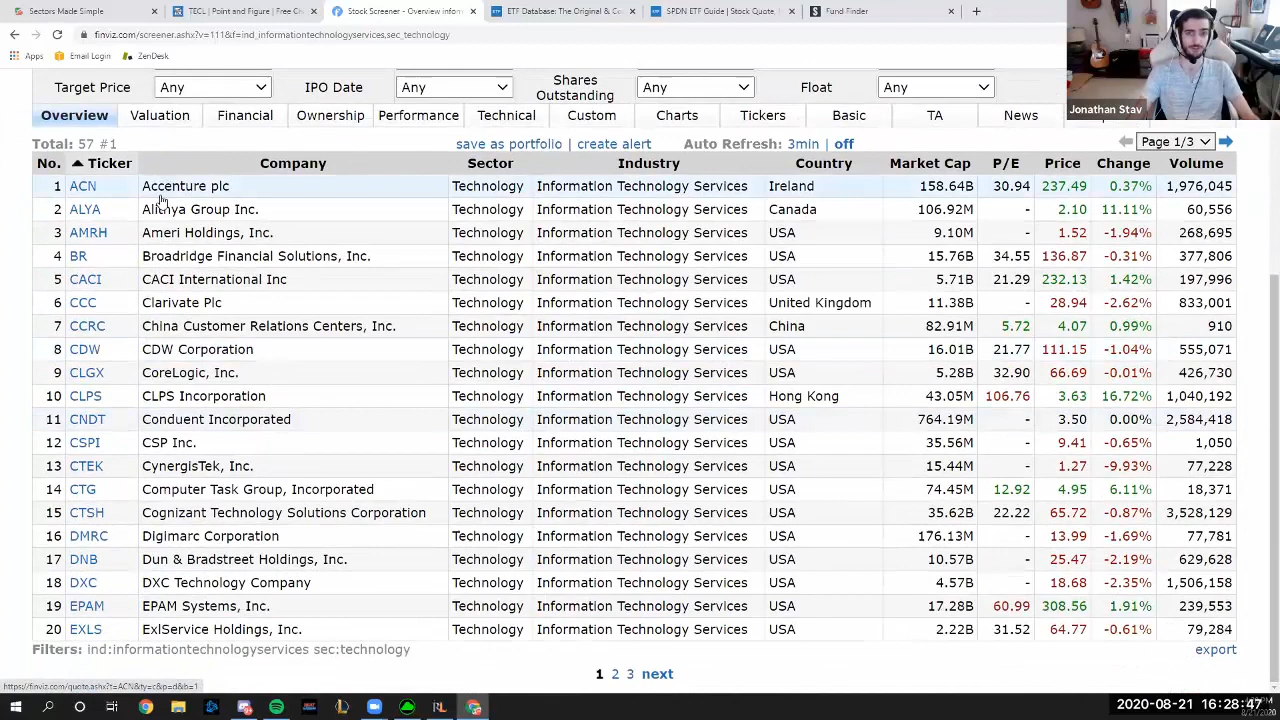 Sectors Made Simple
TECL | Point and Figure | Free C
Stock Screener - Overview infor
ETF Database: The Original & C
SPDN ETF Guide | Stock Quote,
Fund Finder
finviz.com/screener.ashx?v=111&f=ind_informationtechnologyservices,sec_technology
Apps Email Login ZenDesk
Jonathan Stav
Target Price Any IPO Date Any Shares Outstanding Any Float Any
Overview Valuation Financial Ownership Technical Custom Charts Tickers Basic TA News
Total: 57 #1 save as portfolio | create alert Auto Refresh: 3min | off Page 1/3
No. Ticker Company Sector Industry Country Market Cap P/E Price Change Volume
1 ACN Accenture plc Technology Information Technology Services Ireland 158.64B 30.94 237.49 0.37% 1,976,045
2 ALYA Alithya Group Inc. Technology Information Technology Services Canada 106.92M - 2.10 11.11% 60,556
3 AMRH Ameri Holdings, Inc. Technology Information Technology Services USA 9.10M - 1.52 -1.94% 268,695
4 BR Broadridge Financial Solutions, Inc. Technology Information Technology Services USA 15.76B 34.55 136.87 -0.31% 377,806
5 CACI CACI International Inc Technology Information Technology Services USA 5.71B 21.29 232.13 1.42% 197,996
6 CCC Clarivate Plc Technology Information Technology Services United Kingdom 11.38B - 28.94 -2.62% 833,001
7 CCRC China Customer Relations Centers, Inc. Technology Information Technology Services China 82.91M 5.72 4.07 0.99% 910
8 CDW CDW Corporation Technology Information Technology Services USA 16.01B 21.77 111.15 -1.04% 555,071
9 CLGX CoreLogic, Inc. Technology Information Technology Services USA 5.28B 32.90 66.69 -0.01% 426,730
10 CLPS CLPS Incorporation Technology Information Technology Services Hong Kong 43.05M 106.76 3.63 16.72% 1,040,192
11 CNDT Conduent Incorporated Technology Information Technology Services USA 764.19M - 3.50 0.00% 2,584,418
12 CSPI CSP Inc. Technology Information Technology Services USA 35.56M - 9.41 -0.65% 1,050
13 CTEK CynergisTek, Inc. Technology Information Technology Services USA 15.44M - 1.27 -9.93% 77,228
14 CTG Computer Task Group, Incorporated Technology Information Technology Services USA 74.45M 12.92 4.95 6.11% 18,371
15 CTSH Cognizant Technology Solutions Corporation Technology Information Technology Services USA 35.62B 22.22 65.72 -0.87% 3,528,129
16 DMRC Digimarc Corporation Technology Information Technology Services USA 176.13M - 13.99 -1.69% 77,781
17 DNB Dun & Bradstreet Holdings, Inc. Technology Information Technology Services USA 10.57B - 25.47 -2.19% 629,628
18 DXC DXC Technology Company Technology Information Technology Services USA 4.57B - 18.68 -2.35% 1,506,158
19 EPAM EPAM Systems, Inc. Technology Information Technology Services USA 17.28B 60.99 308.56 1.91% 239,553
20 EXLS ExlService Holdings, Inc. Technology Information Technology Services USA 2.22B 31.52 64.77 -0.61% 79,284
Filters: ind:informationtechnologyservices sec:technology export
1 2 3 next
https://finviz.com/quote.ashx?t=ACN&ty=c&p=d&b=1
2020-08-21 16:28:47